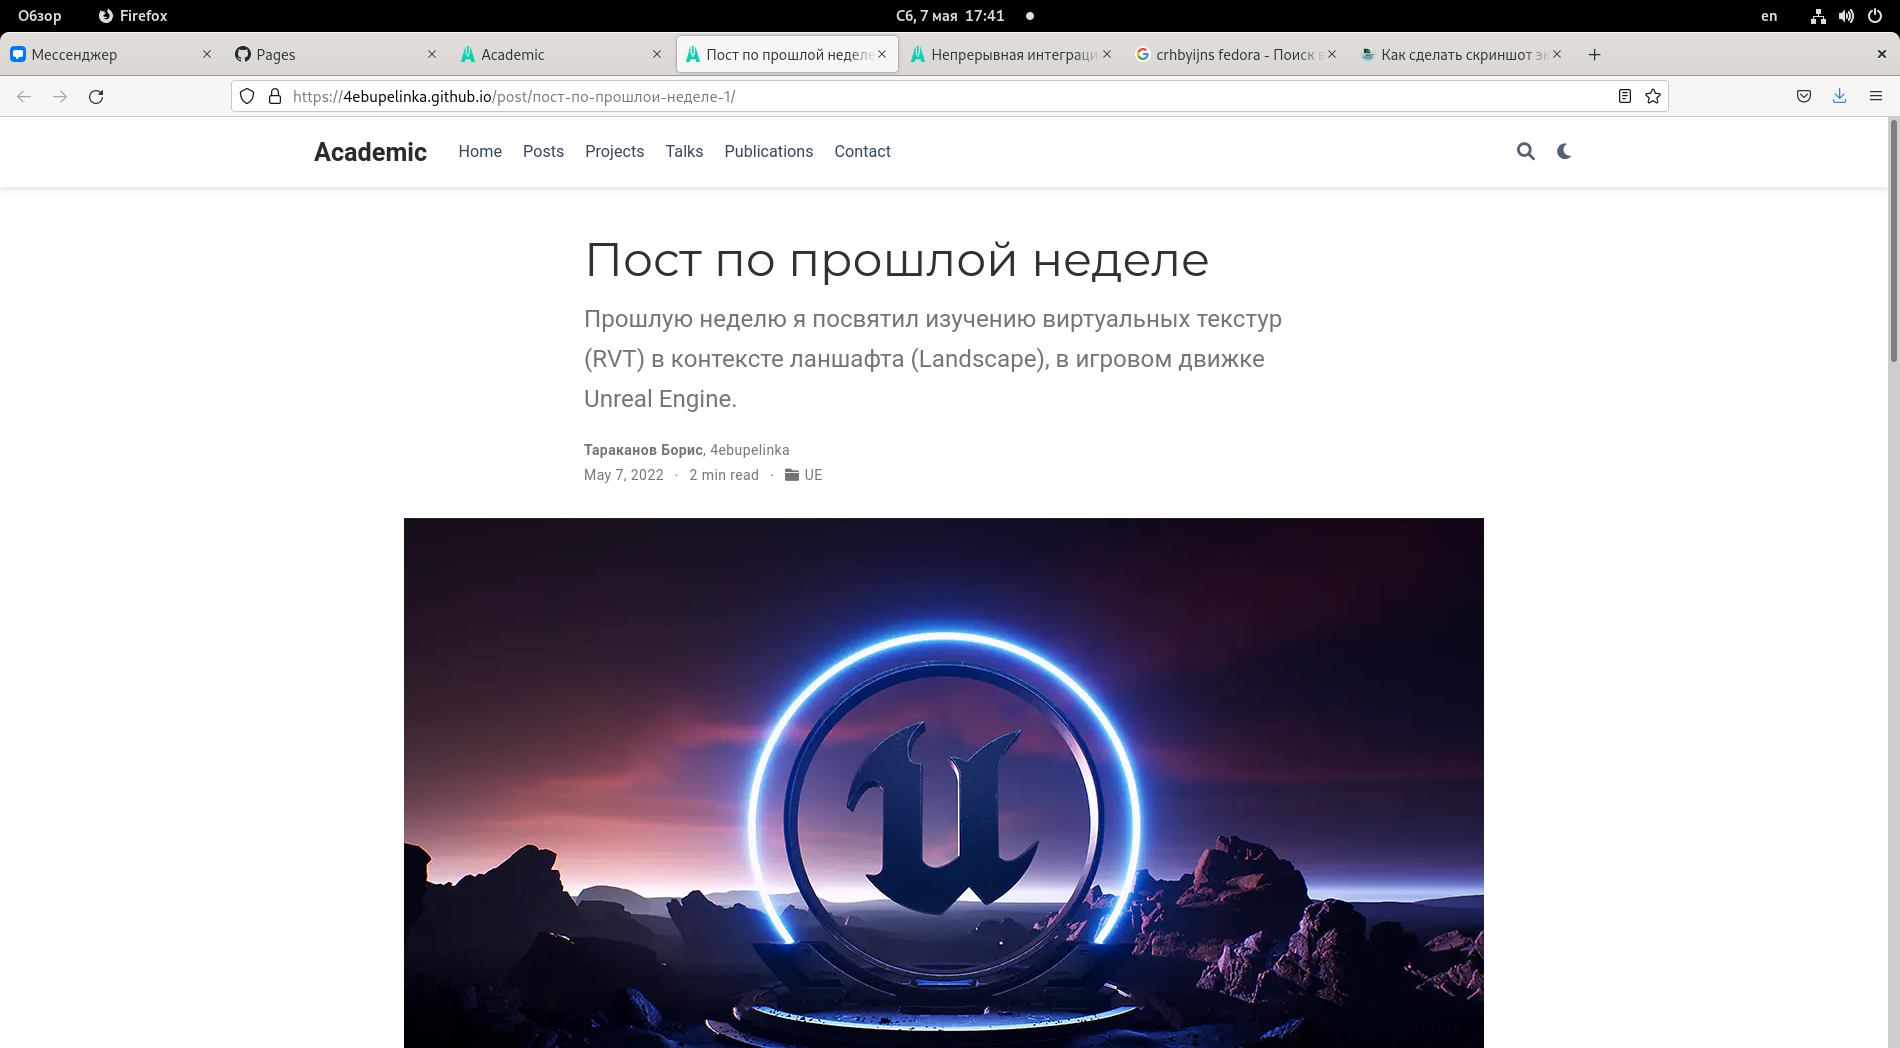 Обзор Firefox Сб, 7 мая 17:41 en
Мессенджер Pages Academic Пост по прошлой неделе Непрерывная интеграци crhbyijns fedora - Поиск в Как сделать скриншот эк
https://4ebupelinka.github.io/post/пост-по-прошлои-неделе-1/
Academic Home Posts Projects Talks Publications Contact
Пост по прошлой неделе
Прошлую неделю я посвятил изучению виртуальных текстур
(RVT) в контексте ланшафта (Landscape), в игровом движке
Unreal Engine.
Тараканов Борис, 4ebupelinka
May 7, 2022 · 2 min read · UE